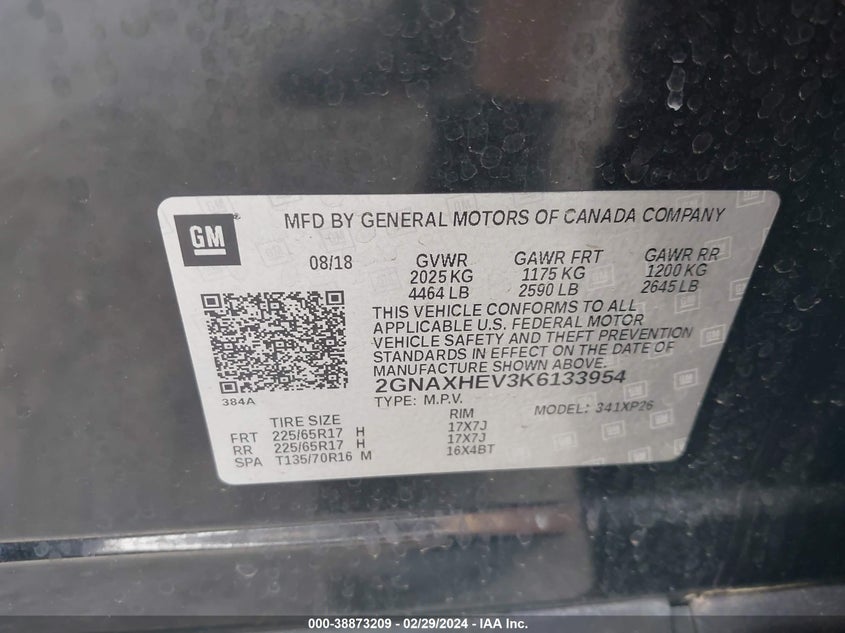 GM
MFD BY GENERAL MOTORS OF CANADA COMPANY
08/18 GVWR GAWR FRT GAWR RR
2025 KG 1175 KG 1200 KG
4464 LB 2590 LB 2645 LB
THIS VEHICLE CONFORMS TO ALL
APPLICABLE U.S. FEDERAL MOTOR
VEHICLE SAFETY AND THEFT PREVENTION
STANDARDS IN EFFECT ON THE DATE OF
MANUFACTURE SHOWN ABOVE.
2GNAXHEV3K6133954
384A
TYPE: M.P.V. MODEL: 341XP26
TIRE SIZE RIM
FRT 225/65R17 H 17X7J
RR 225/65R17 H 17X7J
SPA T135/70R16 M 16X4BT
000-38873209 - 02/29/2024 - IAA Inc.